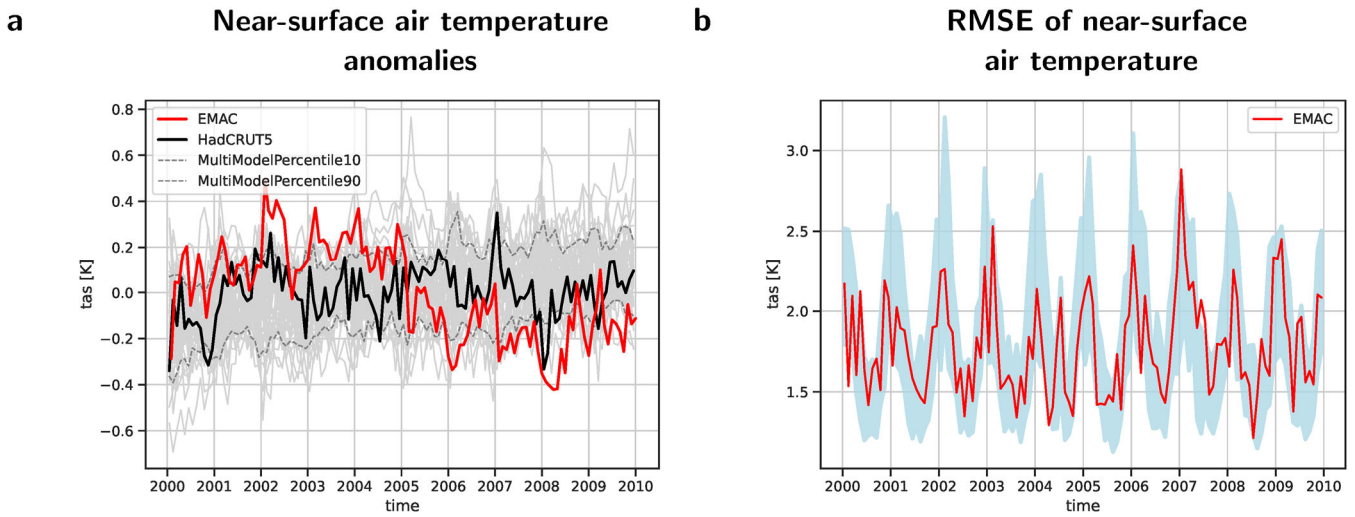 a
Near-surface air temperature
anomalies
EMAC
HadCRUT5
MultiModelPercentile10
MultiModelPercentile90
0.8
0.6
0.4
0.2
0.0
−0.2
−0.4
−0.6
tas [K]
2000 2001 2002 2003 2004 2005 2006 2007 2008 2009 2010
time
b
RMSE of near-surface
air temperature
EMAC
3.0
2.5
2.0
1.5
tas [K]
2000 2001 2002 2003 2004 2005 2006 2007 2008 2009 2010
time